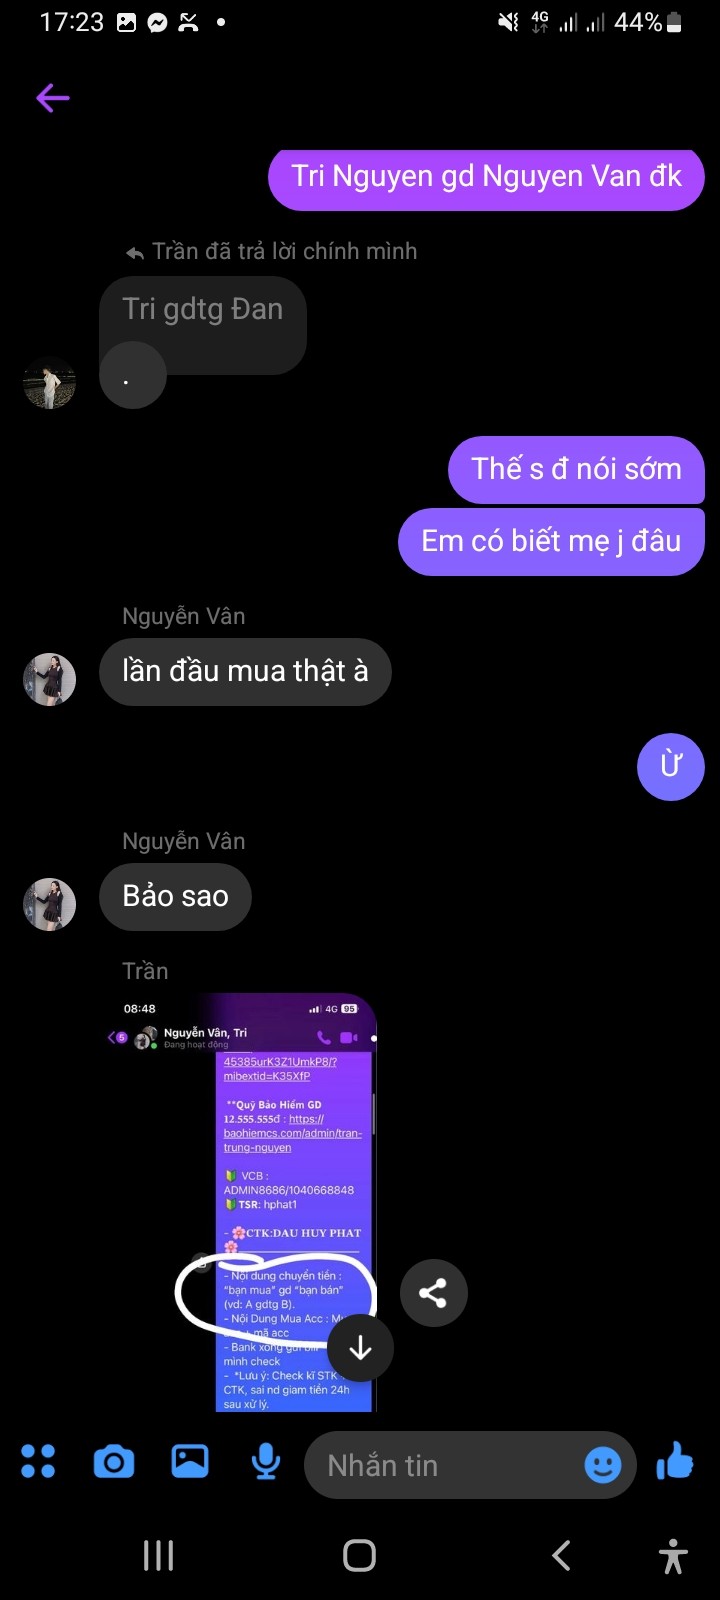 17:23
4G
44%
Tri Nguyen gd Nguyen Van đk
Trần đã trả lời chính mình
Tri gdtg Đan
.
Thế s đ nói sớm
Em có biết mẹ j đâu
Nguyễn Vân
lần đầu mua thật à
Ừ
Nguyễn Vân
Bảo sao
Trần
08:48
4G 95
5
Nguyễn Vân, Tri
Đang hoạt động
45385urK3Z1UmkP8/?
mibextid=K35XfP
**Quỹ Bảo Hiểm GD
12.555.555đ : https://
baohiemcs.com/admin/tran-
trung-nguyen
VCB :
ADMIN8686/1040668848
TSR: hphat1
- CTK:DAU HUY PHAT
- Nội dung chuyển tiền :
"bạn mua" gd "bạn bán"
(vd: A gdtg B).
- Nội Dung Mua Acc :
mã acc
- Bank xong gửi bill
mình check
- *Lưu ý: Check kĩ STK
CTK, sai nd giam tiền 24h
sau xử lý.
Nhắn tin